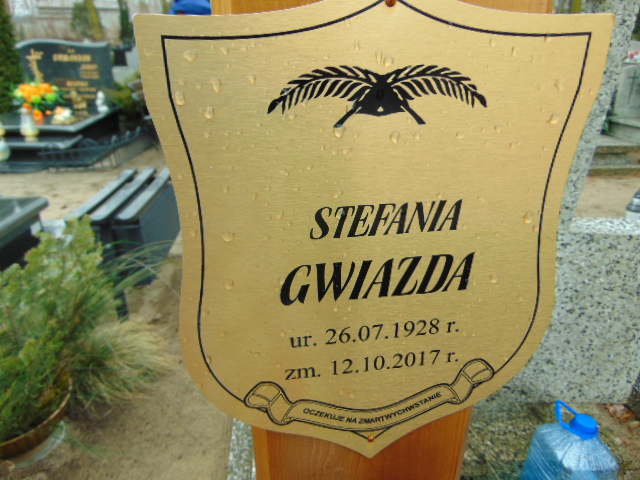 STEFANIA
GWIAZDA
ur. 26.07.1928 r.
zm. 12.10.2017 r.
OCZEKUJE NA ZMARTWYCHWSTANIE